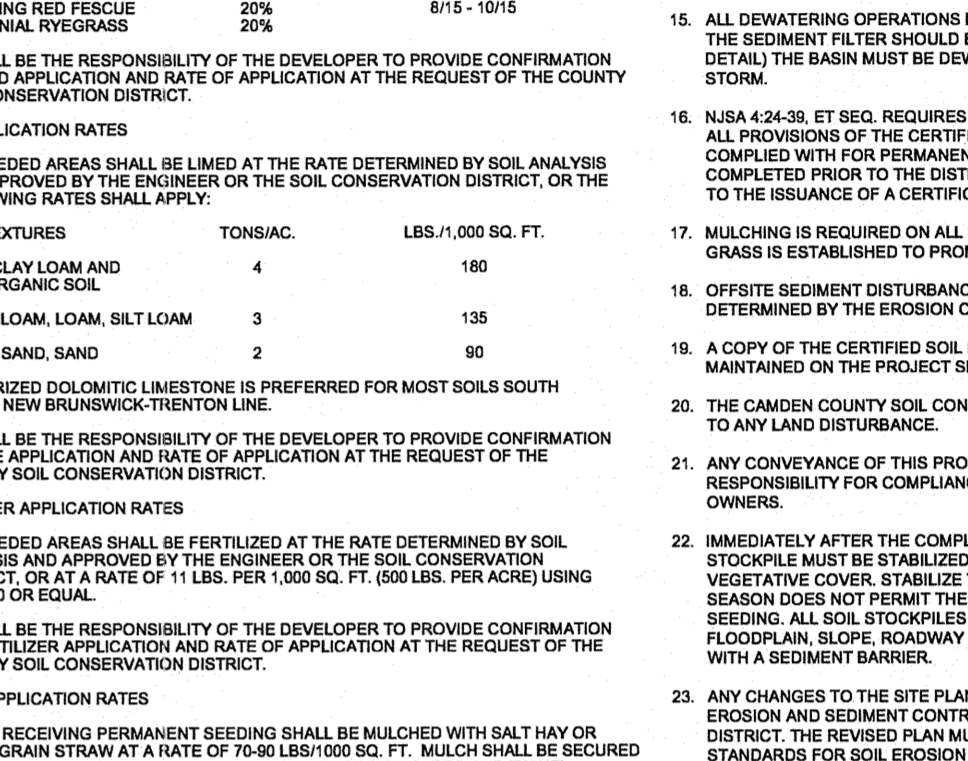 ING RED FESCUE 20% 8/15 - 10/15
NIAL RYEGRASS 20%
LL BE THE RESPONSIBILITY OF THE DEVELOPER TO PROVIDE CONFIRMATION
D APPLICATION AND RATE OF APPLICATION AT THE REQUEST OF THE COUNTY
ONSERVATION DISTRICT.
LICATION RATES
EEDED AREAS SHALL BE LIMED AT THE RATE DETERMINED BY SOIL ANALYSIS
PROVED BY THE ENGINEER OR THE SOIL CONSERVATION DISTRICT, OR THE
WING RATES SHALL APPLY:
EXTURES TONS/AC. LBS./1,000 SQ. FT.
CLAY LOAM AND 4 180
RGANIC SOIL
LOAM, LOAM, SILT LOAM 3 135
SAND, SAND 2 90
RIZED DOLOMITIC LIMESTONE IS PREFERRED FOR MOST SOILS SOUTH
NEW BRUNSWICK-TRENTON LINE.
LL BE THE RESPONSIBILITY OF THE DEVELOPER TO PROVIDE CONFIRMATION
E APPLICATION AND RATE OF APPLICATION AT THE REQUEST OF THE
Y SOIL CONSERVATION DISTRICT.
ER APPLICATION RATES
EEDED AREAS SHALL BE FERTILIZED AT THE RATE DETERMINED BY SOIL
SIS AND APPROVED BY THE ENGINEER OR THE SOIL CONSERVATION
CT, OR AT A RATE OF 11 LBS. PER 1,000 SQ. FT. (500 LBS. PER ACRE) USING
0 OR EQUAL.
LL BE THE RESPONSIBILITY OF THE DEVELOPER TO PROVIDE CONFIRMATION
TILIZER APPLICATION AND RATE OF APPLICATION AT THE REQUEST OF THE
Y SOIL CONSERVATION DISTRICT.
PPLICATION RATES
RECEIVING PERMANENT SEEDING SHALL BE MULCHED WITH SALT HAY OR
GRAIN STRAW AT A RATE OF 70-90 LBS/1000 SQ. FT. MULCH SHALL BE SECURED
15. ALL DEWATERING OPERATIONS
THE SEDIMENT FILTER SHOULD
DETAIL) THE BASIN MUST BE DEW
STORM.
16. NJSA 4:24-39, ET SEQ. REQUIRES
ALL PROVISIONS OF THE CERTIFI
COMPLIED WITH FOR PERMANEN
COMPLETED PRIOR TO THE DIST
TO THE ISSUANCE OF A CERTIFIC
17. MULCHING IS REQUIRED ON ALL
GRASS IS ESTABLISHED TO PRO
18. OFFSITE SEDIMENT DISTURBANC
DETERMINED BY THE EROSION C
19. A COPY OF THE CERTIFIED SOIL
MAINTAINED ON THE PROJECT S
20. THE CAMDEN COUNTY SOIL CON
TO ANY LAND DISTURBANCE.
21. ANY CONVEYANCE OF THIS PRO
RESPONSIBILITY FOR COMPLIANC
OWNERS.
22. IMMEDIATELY AFTER THE COMPL
STOCKPILE MUST BE STABILIZED
VEGETATIVE COVER. STABILIZE
SEASON DOES NOT PERMIT THE
SEEDING. ALL SOIL STOCKPILES
FLOODPLAIN, SLOPE, ROADWAY
WITH A SEDIMENT BARRIER.
23. ANY CHANGES TO THE SITE PLAN
EROSION AND SEDIMENT CONTR
DISTRICT. THE REVISED PLAN MU
STANDARDS FOR SOIL EROSION